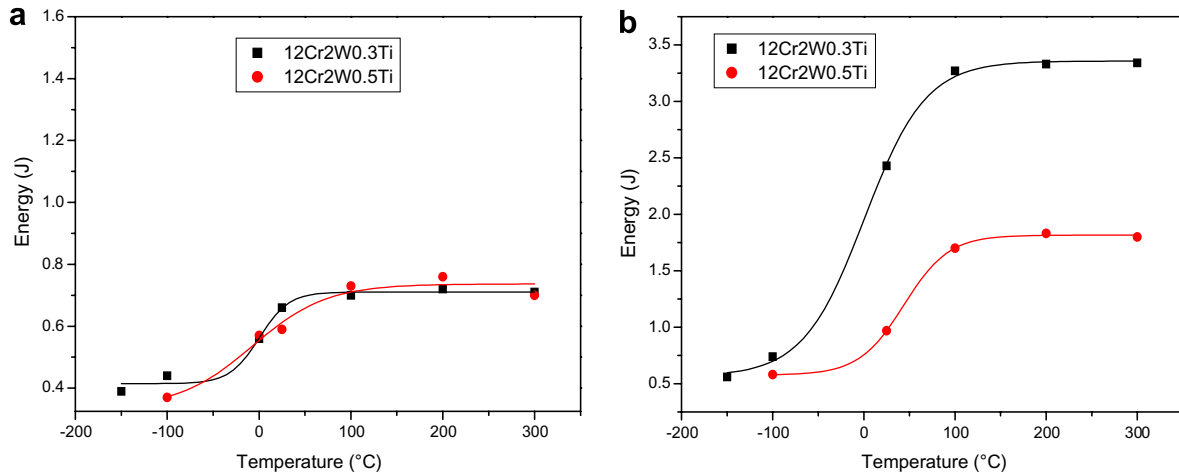 a
1.6
1.4
1.2
1.0
0.8
0.6
0.4
Energy (J)
12Cr2W0.3Ti
12Cr2W0.5Ti
-200 -100 0 100 200 300
Temperature (°C)
b
3.5
3.0
2.5
2.0
1.5
1.0
0.5
Energy (J)
12Cr2W0.3Ti
12Cr2W0.5Ti
-200 -100 0 100 200 300
Temperature (°C)